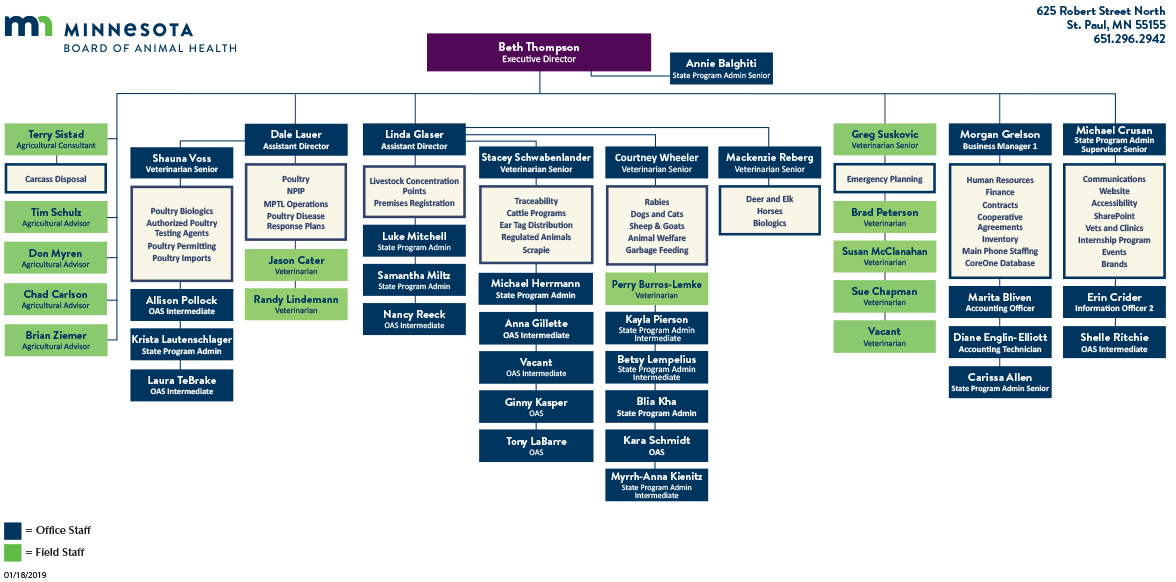 MINNESOTA
BOARD OF ANIMAL HEALTH
625 Robert Street North
St. Paul, MN 55155
651.296.2942
Beth Thompson
Executive Director
Annie Balghiti
State Program Admin Senior
Terry Sistad
Agricultural Consultant
Carcass Disposal
Tim Schulz
Agricultural Advisor
Don Myren
Agricultural Advisor
Chad Carlson
Agricultural Advisor
Brian Ziemer
Agricultural Advisor
Shauna Voss
Veterinarian Senior
Poultry Biologics
Authorized Poultry
Testing Agents
Poultry Permitting
Poultry Imports
Allison Pollock
OAS Intermediate
Krista Lautenschlager
State Program Admin
Laura TeBrake
OAS Intermediate
Dale Lauer
Assistant Director
Poultry
NPIP
MPTL Operations
Poultry Disease
Response Plans
Jason Cater
Veterinarian
Randy Lindemann
Veterinarian
Linda Glaser
Assistant Director
Livestock Concentration
Points
Premises Registration
Luke Mitchell
State Program Admin
Samantha Miltz
State Program Admin
Nancy Reeck
OAS Intermediate
Stacey Schwabenlander
Veterinarian Senior
Traceability
Cattle Programs
Ear Tag Distribution
Regulated Animals
Scrapie
Michael Herrmann
State Program Admin
Anna Gillette
OAS Intermediate
Vacant
OAS Intermediate
Ginny Kasper
OAS
Tony LaBarre
OAS
Courtney Wheeler
Veterinarian Senior
Rabies
Dogs and Cats
Sheep & Goats
Animal Welfare
Garbage Feeding
Perry Burros-Lemke
Veterinarian
Kayla Pierson
State Program Admin
Intermediate
Betsy Lempelius
State Program Admin
Intermediate
Blia Kha
State Program Admin
Kara Schmidt
OAS
Myrrh-Anna Kienitz
State Program Admin
Intermediate
Mackenzie Reberg
Veterinarian Senior
Deer and Elk
Horses
Biologics
Greg Suskovic
Veterinarian Senior
Emergency Planning
Brad Peterson
Veterinarian
Susan McClanahan
Veterinarian
Sue Chapman
Veterinarian
Vacant
Veterinarian
Morgan Grelson
Business Manager 1
Human Resources
Finance
Contracts
Cooperative
Agreements
Inventory
Main Phone Staffing
CoreOne Database
Marita Bliven
Accounting Officer
Diane Englin-Elliott
Accounting Technician
Carissa Allen
State Program Admin Senior
Michael Crusan
State Program Admin
Supervisor Senior
Communications
Website
Accessibility
SharePoint
Vets and Clinics
Internship Program
Events
Brands
Erin Crider
Information Officer 2
Shelle Ritchie
OAS Intermediate
= Office Staff
= Field Staff
01/18/2019